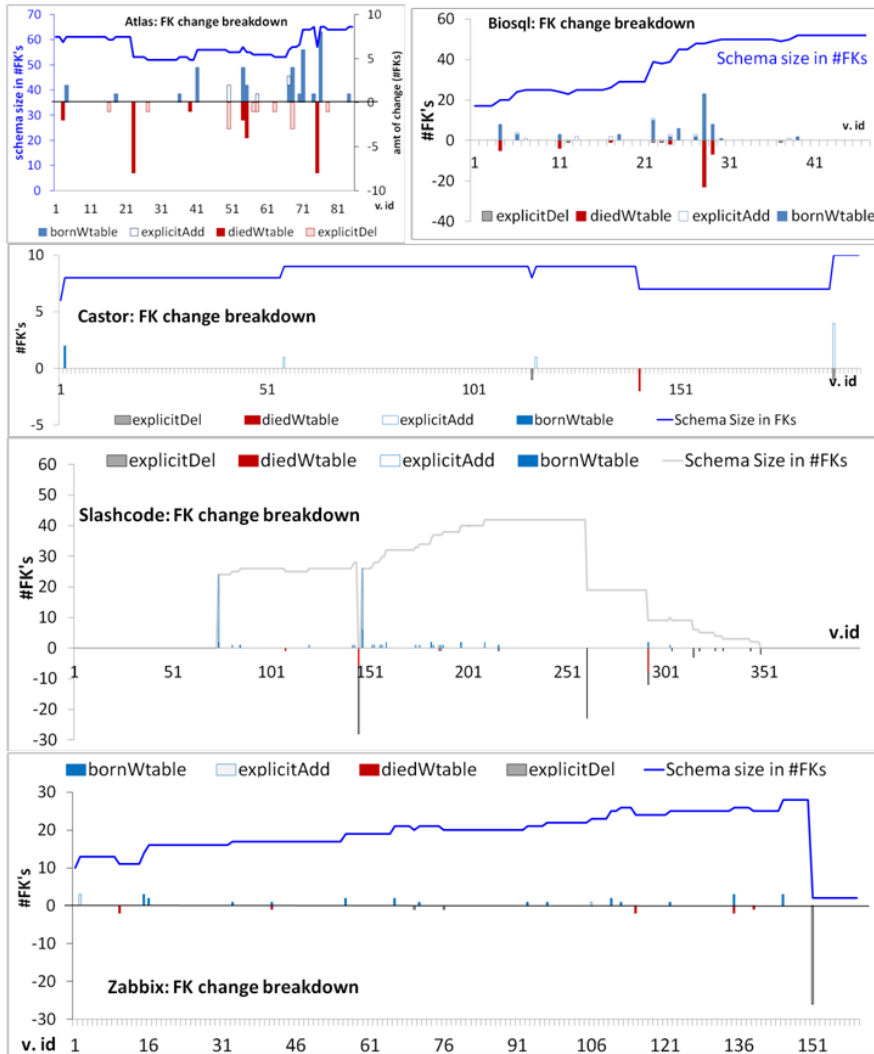 Atlas: FK change breakdown
schema size in #FK's
70
60
50
40
30
20
10
0
10
5
0
-5
-10
amt of change (#FKs)
1 11 21 31 41 51 61 71 81 v. id
bornWtable explicitAdd diedWtable explicitDel
Biosql: FK change breakdown
Schema size in #FKs
#FK's
60
40
20
0
-20
-40
v. id
1 11 21 31 41
explicitDel diedWtable explicitAdd bornWtable
Castor: FK change breakdown
#FK's
10
5
0
-5
1 51 101 151 v. id
explicitDel diedWtable explicitAdd bornWtable Schema Size in FKs
explicitDel diedWtable explicitAdd bornWtable Schema Size in #FKs
Slashcode: FK change breakdown
#FK's
60
50
40
30
20
10
0
-10
-20
-30
v.id
1 51 101 151 201 251 301 351
bornWtable explicitAdd diedWtable explicitDel Schema size in #FKs
#FK's
30
20
10
0
-10
-20
-30
Zabbix: FK change breakdown
v. id 1 16 31 46 61 76 91 106 121 136 151